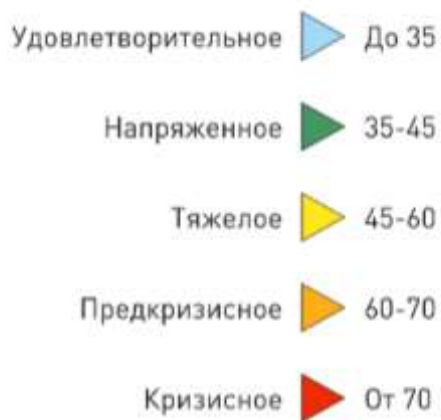 Удовлетворительное До 35
Напряженное 35-45
Тяжелое 45-60
Предкризисное 60-70
Кризисное От 70